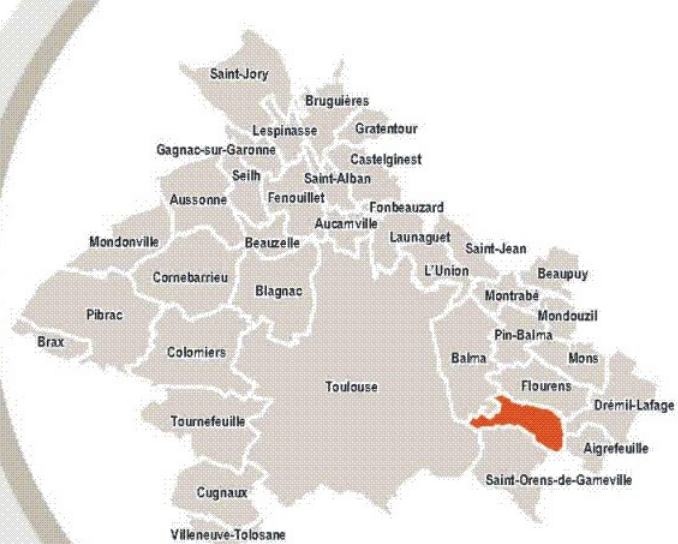 Saint-Jory
Bruguières
Lespinasse
Gratentour
Gagnac-sur-Garonne
Castelginest
Seilh
Saint-Alban
Aussonne
Fenouillet
Fonbeauzard
Aucamville
Launaguet
Mondonville
Beauzelle
Saint-Jean
L'Union
Beaupuy
Cornebarrieu
Blagnac
Montrabé
Pibrac
Mondouzil
Pin-Balma
Brax
Colomiers
Balma
Mons
Toulouse
Flourens
Drémil-Lafage
Tournefeuille
Aigrefeuille
Saint-Orens-de-Gameville
Cugnaux
Villeneuve-Tolosane